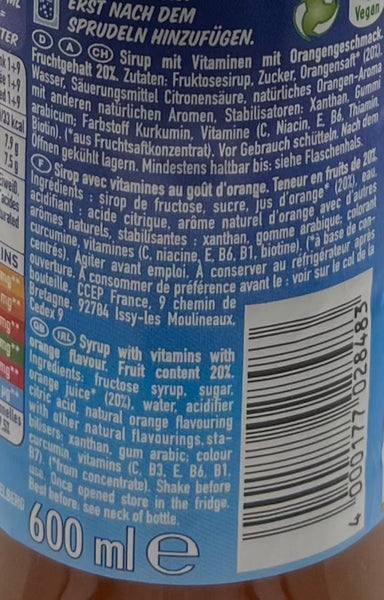 ERST NACH DEM
SPRUDELN HINZUFÜGEN.
Vegan
D A CH Sirup mit Vitaminen mit Orangengeschmack.
Fruchtgehalt 20%. Zutaten: Fruktosesirup, Zucker, Orangensaft* (20%),
Wasser, Säuerungsmittel Citronensäure, natürliches Orangen-Aroma
mit anderen natürlichen Aromen, Stabilisatoren: Xanthan, Gummi
arabicum; Farbstoff Kurkumin, Vitamine (C, Niacin, E, B6, Thiamin,
Biotin). (*aus Fruchtsaftkonzentrat). Vor Gebrauch schütteln. Nach dem
Öffnen gekühlt lagern. Mindestens haltbar bis: siehe Flaschenhals.
F Sirop avec vitamines au goût d'orange. Teneur en fruits de 20%.
Ingrédients : sirop de fructose, sucre, jus d'orange* (20%), eau,
acidifiant : acide citrique, arôme naturel d'orange avec d'autres
arômes naturels, stabilisantes : xanthan, gomme arabique; colorant
curcumine, vitamines (C, niacine, E, B6, B1, biotine). (*à base de con-
centrés). Agiter avant emploi. À conserver au réfrigérateur après
ouverture. À consommer de préférence avant le : voir sur le col de la
bouteille. CCEP France, 9 chemin de
Bretagne, 92784 Issy-les Moulineaux,
Cedex 9
GB IRL Syrup with vitamins with
orange flavour. Fruit content 20%.
Ingredients: fructose syrup, sugar,
orange juice* (20%), water, acidifier
citric acid, natural orange flavouring
with other natural flavourings, sta-
bilisers: xanthan, gum arabic; colour
curcumin, vitamins (C, B3, E, B6, B1,
B7). (*from concentrate). Shake before
use. Once opened store in the fridge.
Best before: see neck of bottle.
600 ml e
4 000177 028483